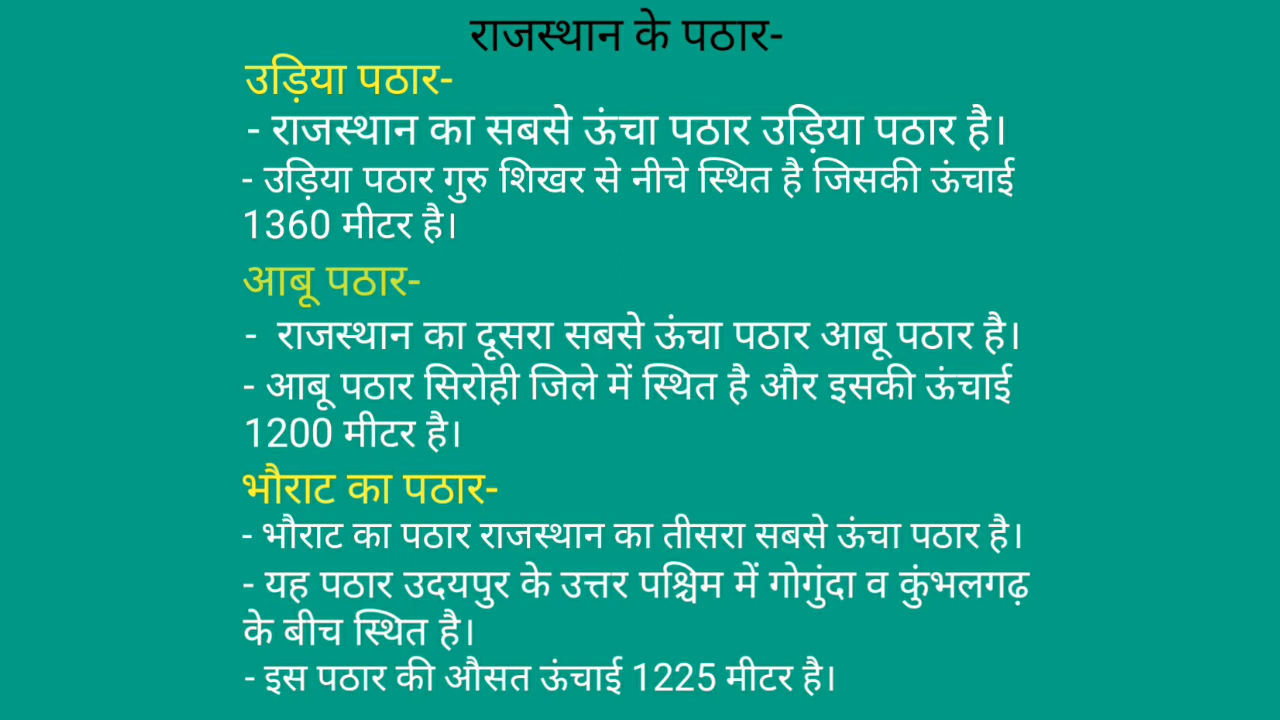 राजस्थान के पठार-
उड़िया पठार-
- राजस्थान का सबसे ऊंचा पठार उड़िया पठार है।
- उड़िया पठार गुरु शिखर से नीचे स्थित है जिसकी ऊंचाई
1360 मीटर है।
आबू पठार-
- राजस्थान का दूसरा सबसे ऊंचा पठार आबू पठार है।
- आबू पठार सिरोही जिले में स्थित है और इसकी ऊंचाई
1200 मीटर है।
भौराट का पठार-
- भौराट का पठार राजस्थान का तीसरा सबसे ऊंचा पठार है।
- यह पठार उदयपुर के उत्तर पश्चिम में गोगुंदा व कुंभलगढ़
के बीच स्थित है।
- इस पठार की औसत ऊंचाई 1225 मीटर है।